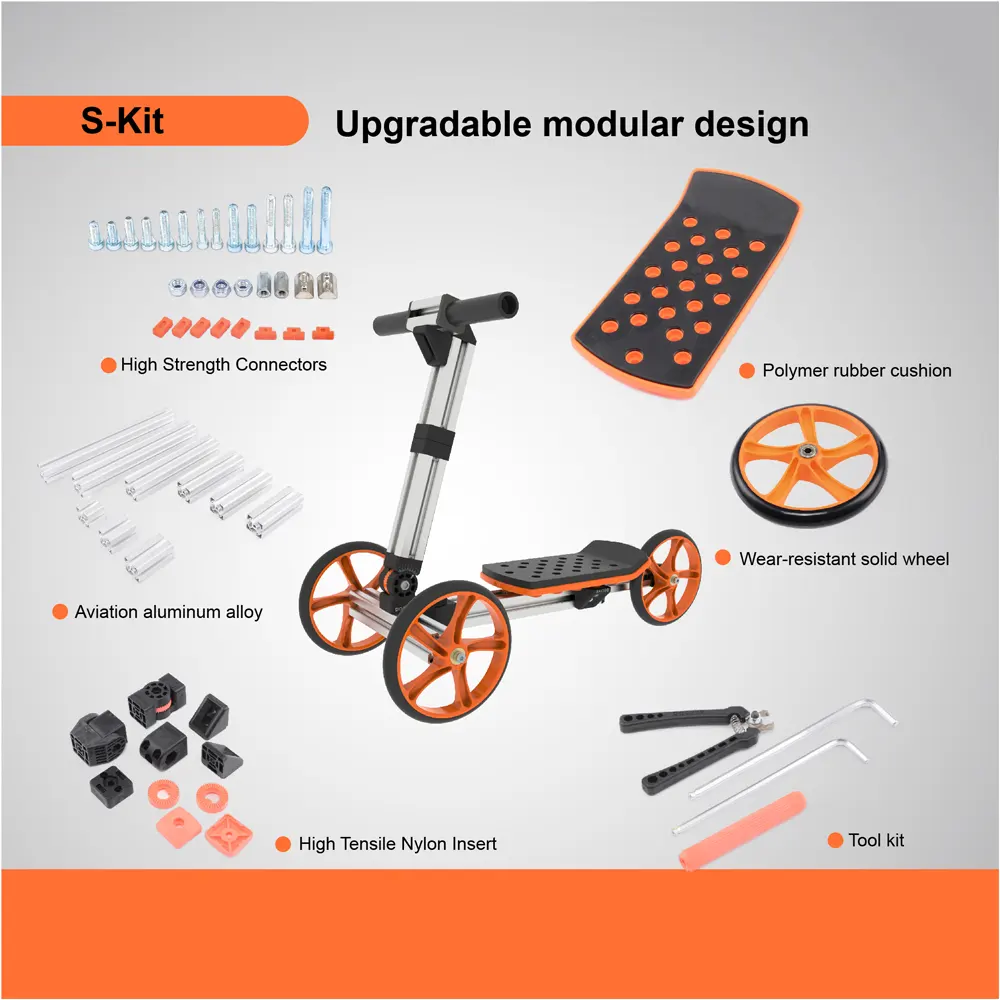 S-Kit
Upgradable modular design
High Strength Connectors
Polymer rubber cushion
Wear-resistant solid wheel
Aviation aluminum alloy
High Tensile Nylon Insert
Tool kit